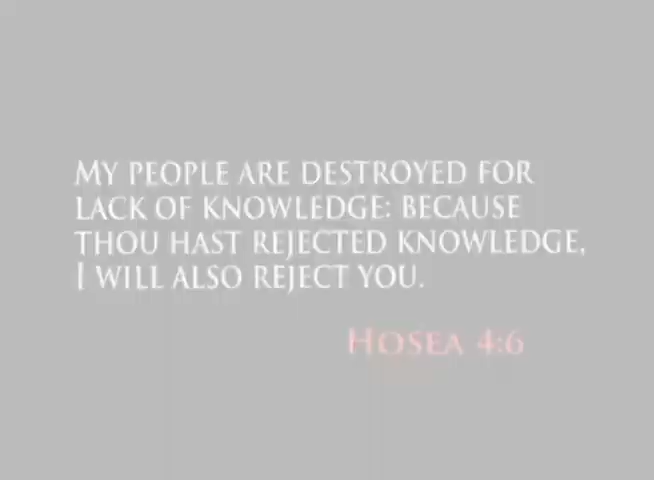 My people are destroyed for
lack of knowledge: because
thou hast rejected knowledge,
I will also reject you.
Hosea 4:6